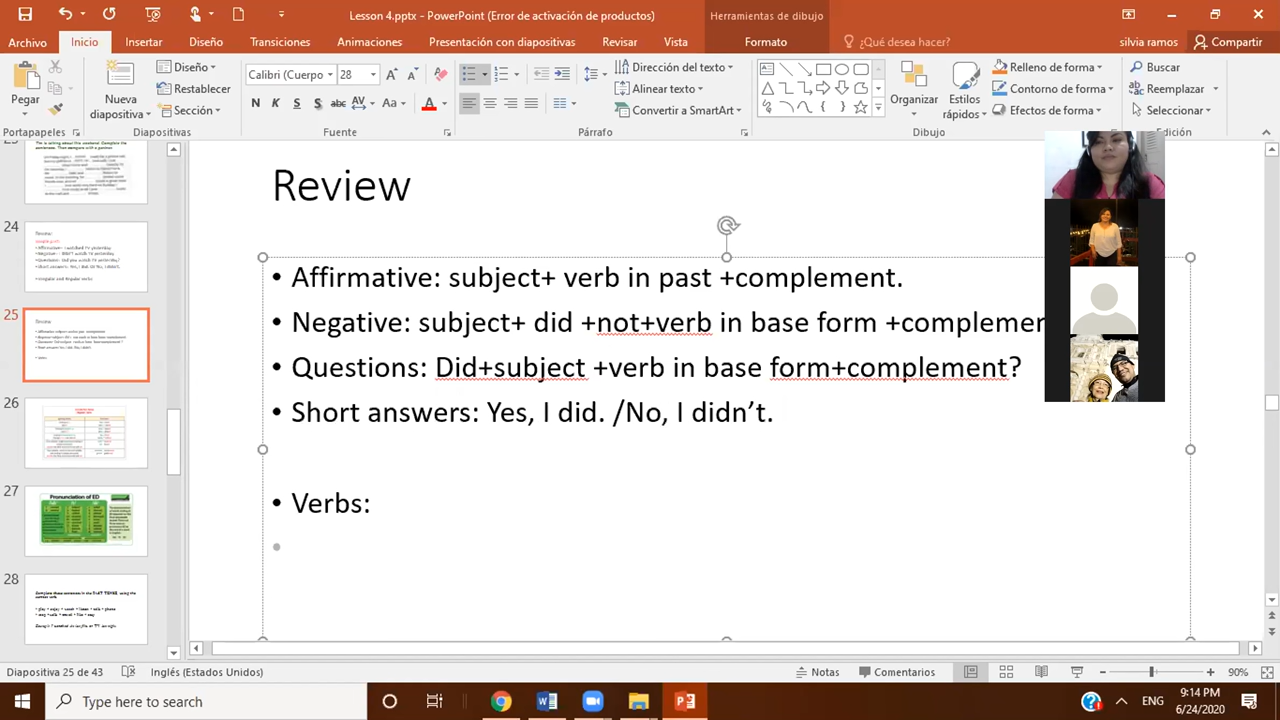 Lesson 4.pptx - PowerPoint (Error de activación de productos)
Herramientas de dibujo
Archivo
Inicio
Insertar
Diseño
Transiciones
Animaciones
Presentación con diapositivas
Revisar
Vista
Formato
¿Qué desea hacer?
silvia ramos
Compartir
Pegar
Nueva
diapositiva
Diseño
Restablecer
Sección
Calibri (Cuerpo
28
N K S S abc AV Aa A
Dirección del texto
Alinear texto
Convertir a SmartArt
Organizar
Estilos
rápidos
Relleno de forma
Contorno de forma
Efectos de forma
Buscar
Reemplazar
Seleccionar
Portapapeles
Diapositivas
Fuente
Párrafo
Dibujo
Edición
24
25
26
27
Pronunciation of ED
28
Review
• Affirmative: subject+ verb in past +complement.
• Negative: subject+ did +not+verb in base form +complemen
• Questions: Did+subject +verb in base form+complement?
• Short answers: Yes, I did. /No, I didn’t.
• Verbs:
Diapositiva 25 de 43
Inglés (Estados Unidos)
Notas
Comentarios
90%
Type here to search
ENG
9:14 PM
6/24/2020